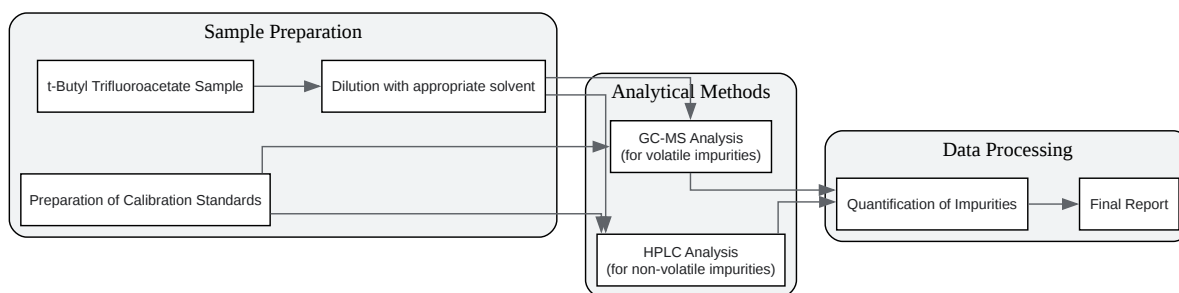 Sample Preparation
t-Butyl Trifluoroacetate Sample
Dilution with appropriate solvent
Preparation of Calibration Standards
Analytical Methods
GC-MS Analysis
(for volatile impurities)
HPLC Analysis
(for non-volatile impurities)
Data Processing
Quantification of Impurities
Final Report